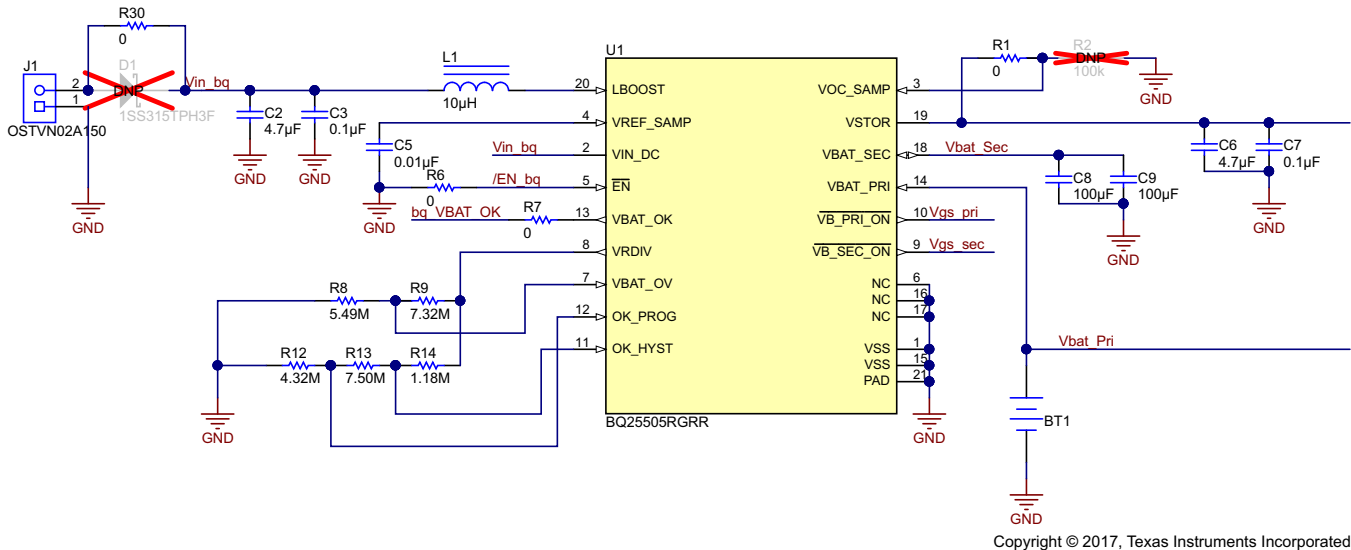 R30
0
J1
2
1
OSTVN02A150
D1
DNP
1SS315TPH3F
Vin_bq
GND
C2
4.7µF
GND
C3
0.1µF
GND
L1
10µH
C5
0.01µF
GND
Vin_bq
R6
0
/EN_bq
bq_VBAT_OK
R7
0
R8
5.49M
R9
7.32M
R12
4.32M
R13
7.50M
R14
1.18M
GND
U1
20 LBOOST
4 VREF_SAMP
2 VIN_DC
5 EN
13 VBAT_OK
8 VRDIV
7 VBAT_OV
12 OK_PROG
11 OK_HYST
VOC_SAMP 3
VSTOR 19
VBAT_SEC 18
VBAT_PRI 14
VB_PRI_ON 10
VB_SEC_ON 9
NC 6
NC 16
NC 17
VSS 1
VSS 15
PAD 21
BQ25505RGRR
GND
R1
0
R2
DNP
100k
GND
C6
4.7µF
C7
0.1µF
GND
Vbat_Sec
C8
100µF
C9
100µF
GND
Vgs_pri
Vgs_sec
Vbat_Pri
BT1
GND
Copyright © 2017, Texas Instruments Incorporated